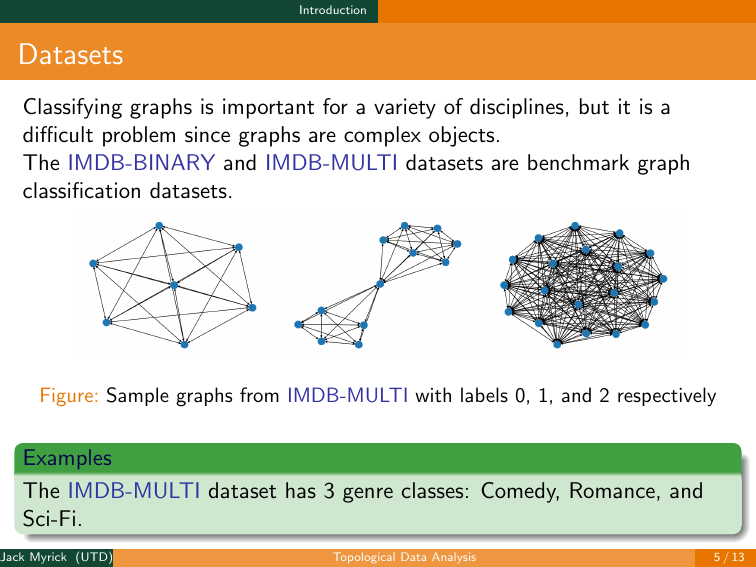 Introduction
Datasets
Classifying graphs is important for a variety of disciplines, but it is a
difficult problem since graphs are complex objects.
The IMDB-BINARY and IMDB-MULTI datasets are benchmark graph
classification datasets.
Figure: Sample graphs from IMDB-MULTI with labels 0, 1, and 2 respectively
Examples
The IMDB-MULTI dataset has 3 genre classes: Comedy, Romance, and
Sci-Fi.
Jack Myrick (UTD)
Topological Data Analysis
5 / 13